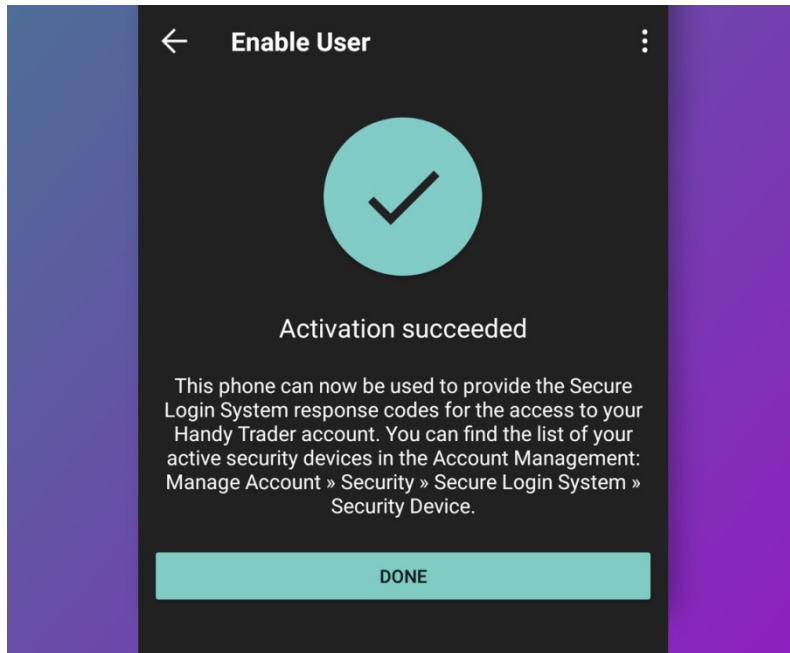 Enable User
Activation succeeded
This phone can now be used to provide the Secure
Login System response codes for the access to your
Handy Trader account. You can find the list of your
active security devices in the Account Management:
Manage Account » Security » Secure Login System »
Security Device.
DONE